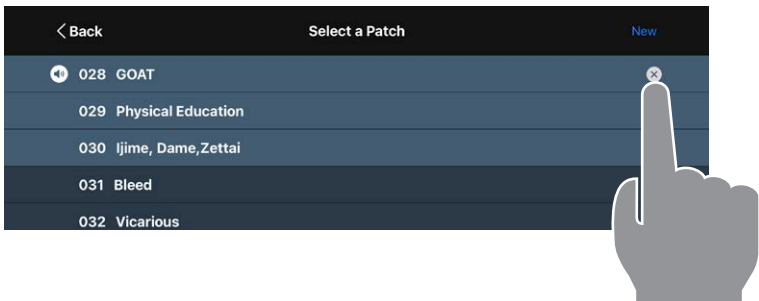 Back Select a Patch New
028 GOAT
029 Physical Education
030 Ijime, Dame,Zettai
031 Bleed
032 Vicarious